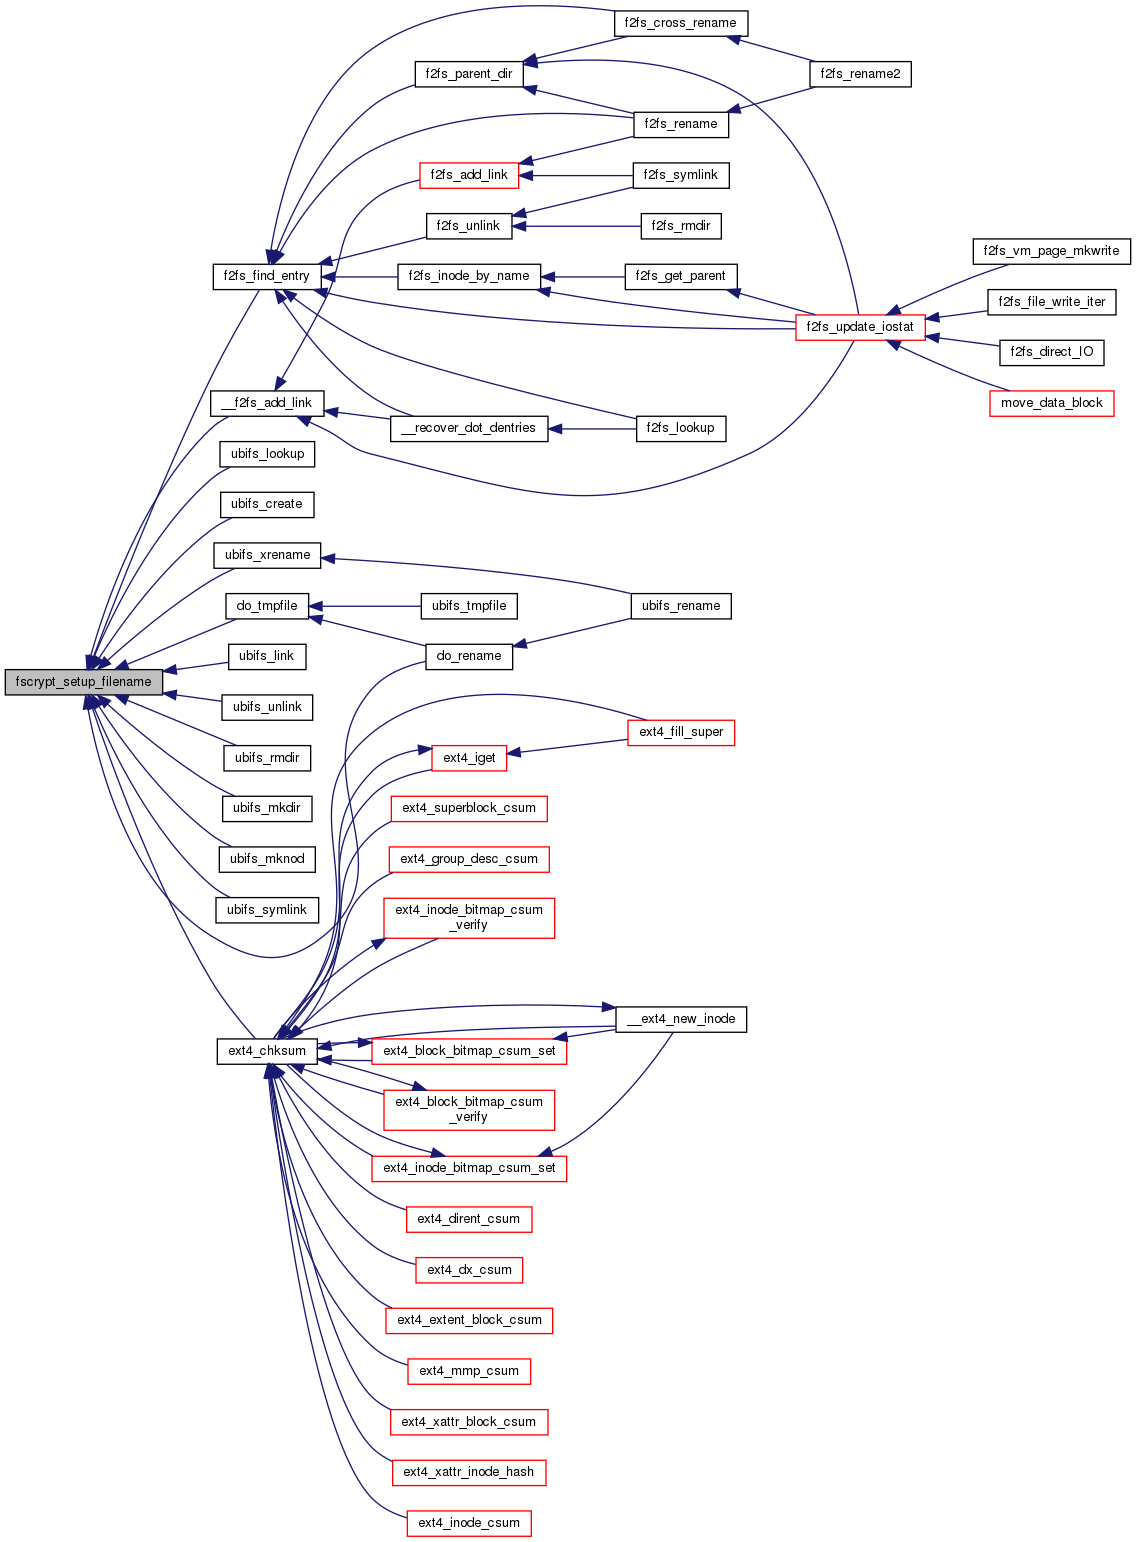 f2fs_cross_rename
f2fs_parent_dir
f2fs_rename2
f2fs_rename
f2fs_add_link
f2fs_symlink
f2fs_unlink
f2fs_rmdir
f2fs_vm_page_mkwrite
f2fs_find_entry
f2fs_inode_by_name
f2fs_get_parent
f2fs_file_write_iter
f2fs_update_iostat
f2fs_direct_IO
__f2fs_add_link
move_data_block
__recover_dot_dentries
f2fs_lookup
ubifs_lookup
ubifs_create
ubifs_xrename
do_tmpfile
ubifs_tmpfile
ubifs_rename
ubifs_link
do_rename
fscrypt_setup_filename
ubifs_unlink
ext4_fill_super
ubifs_rmdir
ext4_iget
ubifs_mkdir
ext4_superblock_csum
ubifs_mknod
ext4_group_desc_csum
ubifs_symlink
ext4_inode_bitmap_csum
_verify
__ext4_new_inode
ext4_chksum
ext4_block_bitmap_csum_set
ext4_block_bitmap_csum
_verify
ext4_inode_bitmap_csum_set
ext4_dirent_csum
ext4_dx_csum
ext4_extent_block_csum
ext4_mmp_csum
ext4_xattr_block_csum
ext4_xattr_inode_hash
ext4_inode_csum